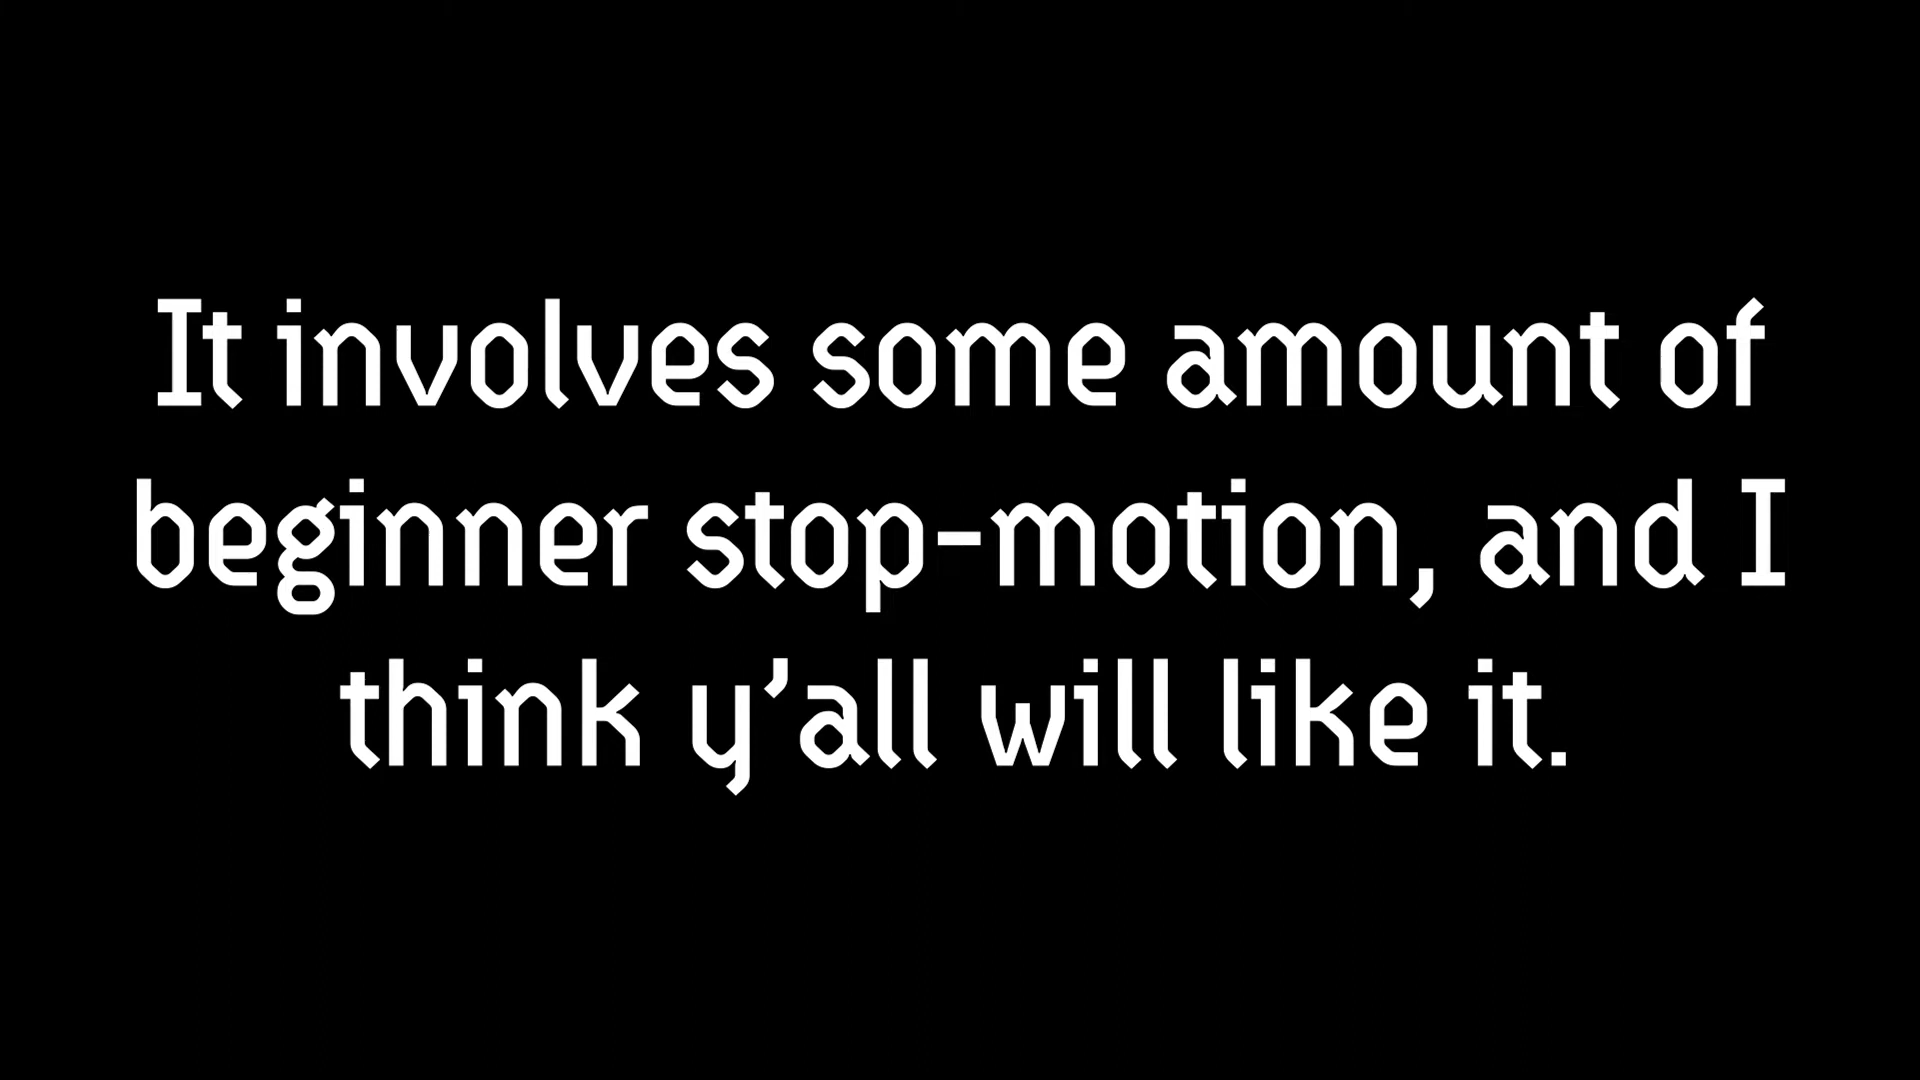 It involves some amount of
beginner stop-motion, and I
think y’all will like it.